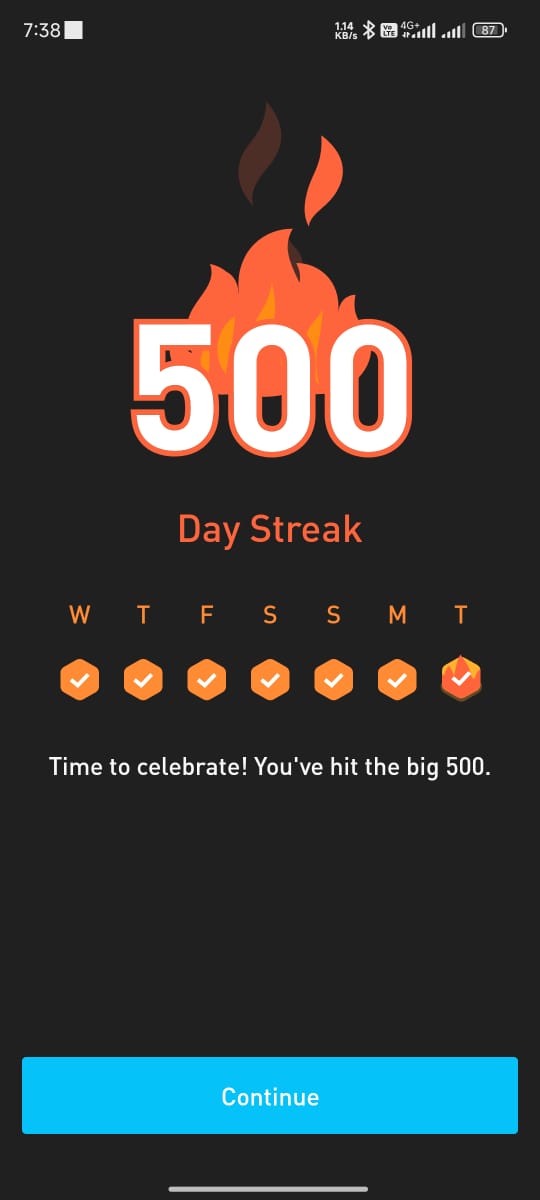 7:38 1.14 KB/s Vo LTE 4G+ 87
500
Day Streak
W T F S S M T
Time to celebrate! You've hit the big 500.
Continue